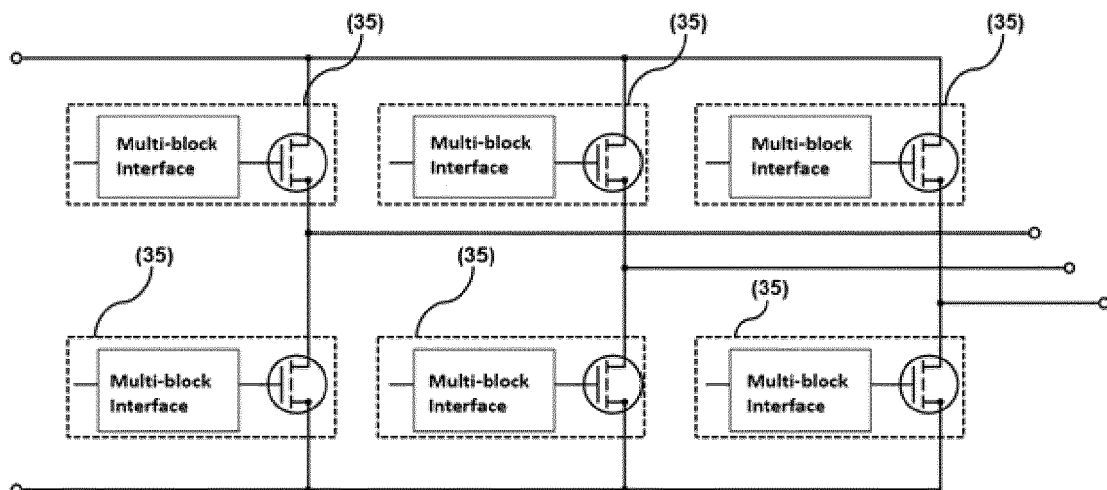 (35) (35) (35)
Multi-block Multi-block Multi-block
Interface Interface Interface
(35) (35) (35)
Multi-block Multi-block Multi-block
Interface Interface Interface